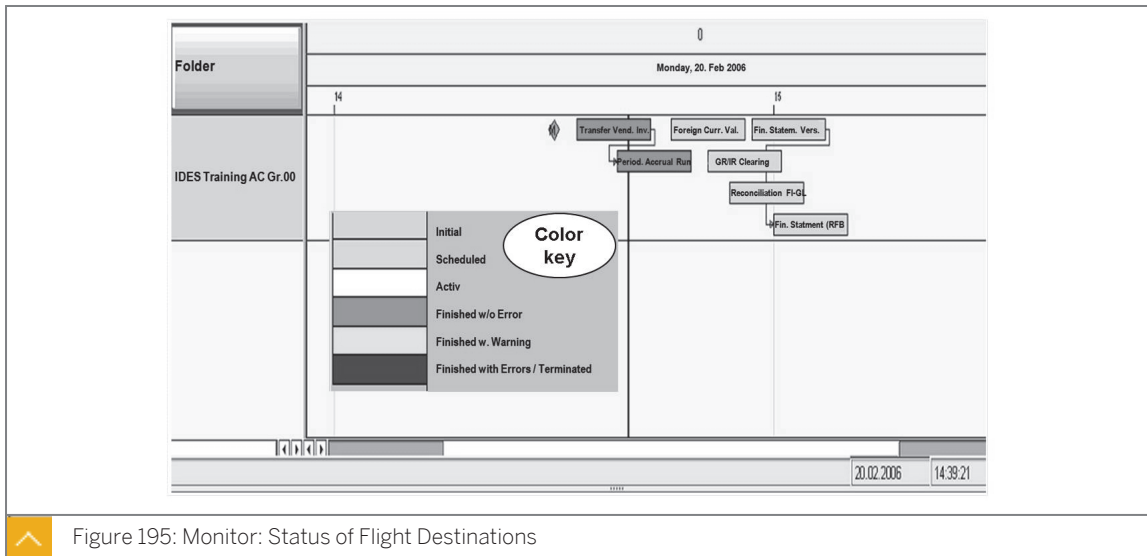 0
Folder
Monday, 20. Feb 2006
14
15
Transfer Vend. Inv.
Foreign Curr. Val.
Fin. Statem. Vers.
Period. Accrual Run
GR/IR Clearing
IDES Training AC Gr.00
Reconciliation FI-GL
Fin. Statment (RFB
Initial
Color
key
Scheduled
Activ
Finished w/o Error
Finished w. Warning
Finished with Errors / Terminated
20.02.2006
14:39:21
Figure 195: Monitor: Status of Flight Destinations